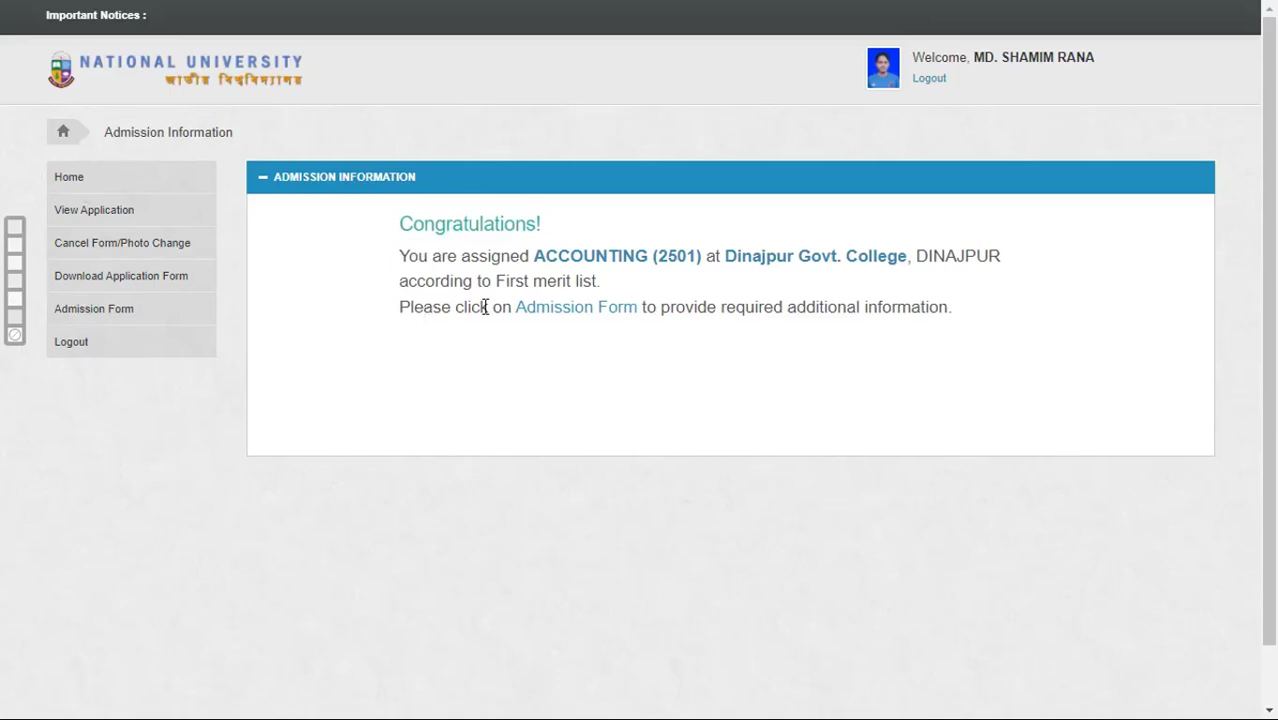 Important Notices :
NATIONAL UNIVERSITY
জাতীয় বিশ্ববিদ্যালয়
Welcome, MD. SHAMIM RANA
Logout
Admission Information
Home
View Application
Cancel Form/Photo Change
Download Application Form
Admission Form
Logout
ADMISSION INFORMATION
Congratulations!
You are assigned ACCOUNTING (2501) at Dinajpur Govt. College, DINAJPUR
according to First merit list.
Please click on Admission Form to provide required additional information.